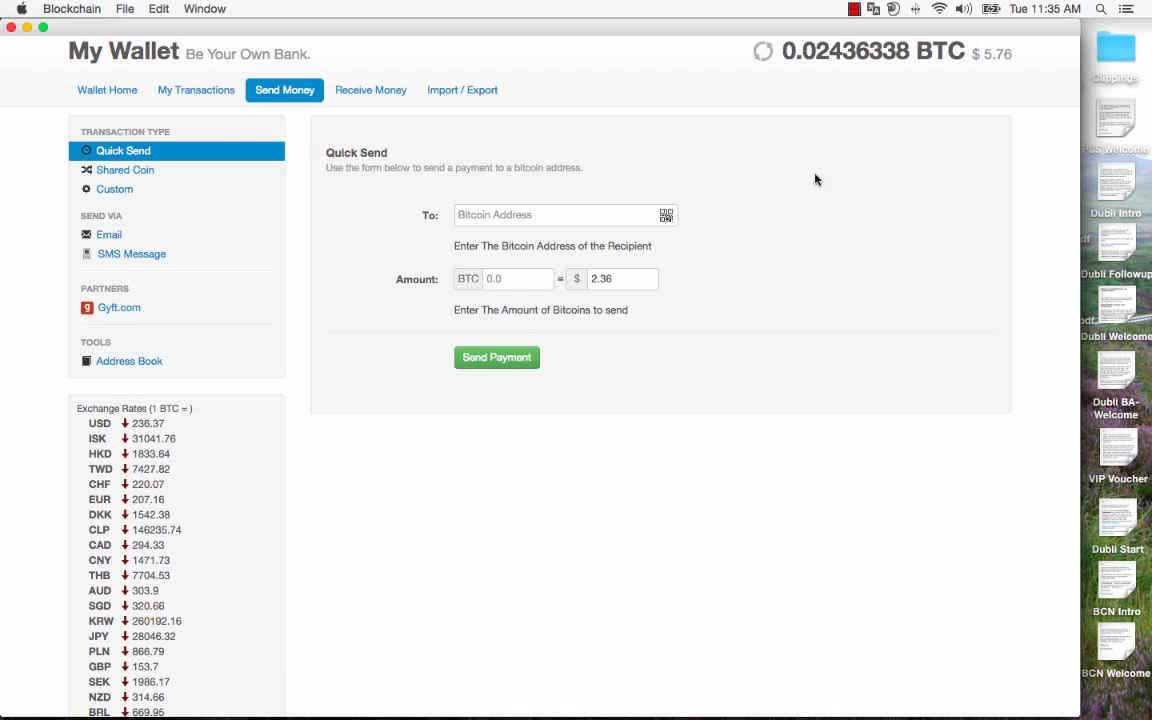 Blockchain File Edit Window
Tue 11:35 AM
My Wallet Be Your Own Bank.
0.02436338 BTC $ 5.76
Wallet Home My Transactions Send Money Receive Money Import / Export
TRANSACTION TYPE
Quick Send
Shared Coin
Custom
SEND VIA
Email
SMS Message
PARTNERS
Gyft.com
TOOLS
Address Book
Quick Send
Use the form below to send a payment to a bitcoin address.
To: Bitcoin Address
Enter The Bitcoin Address of the Recipient
Amount: BTC 0.0 = $ 2.36
Enter The Amount of Bitcoins to send
Send Payment
Exchange Rates (1 BTC = )
USD 236.37
ISK 31041.76
HKD 1833.64
TWD 7427.82
CHF 220.07
EUR 207.16
DKK 1542.38
CLP 146235.74
CAD 294.33
CNY 1471.73
THB 7704.53
AUD 303.9
SGD 320.66
KRW 260192.16
JPY 28046.32
PLN 866.79
GBP 153.7
SEK 1986.17
NZD 314.66
BRL 669.95
Clippings
Welcome
Dubli Intro
Dubli Followup
Dubli Welcome
Dubli BA-
Welcome
VIP Voucher
Dubli Start
BCN Intro
BCN Welcome